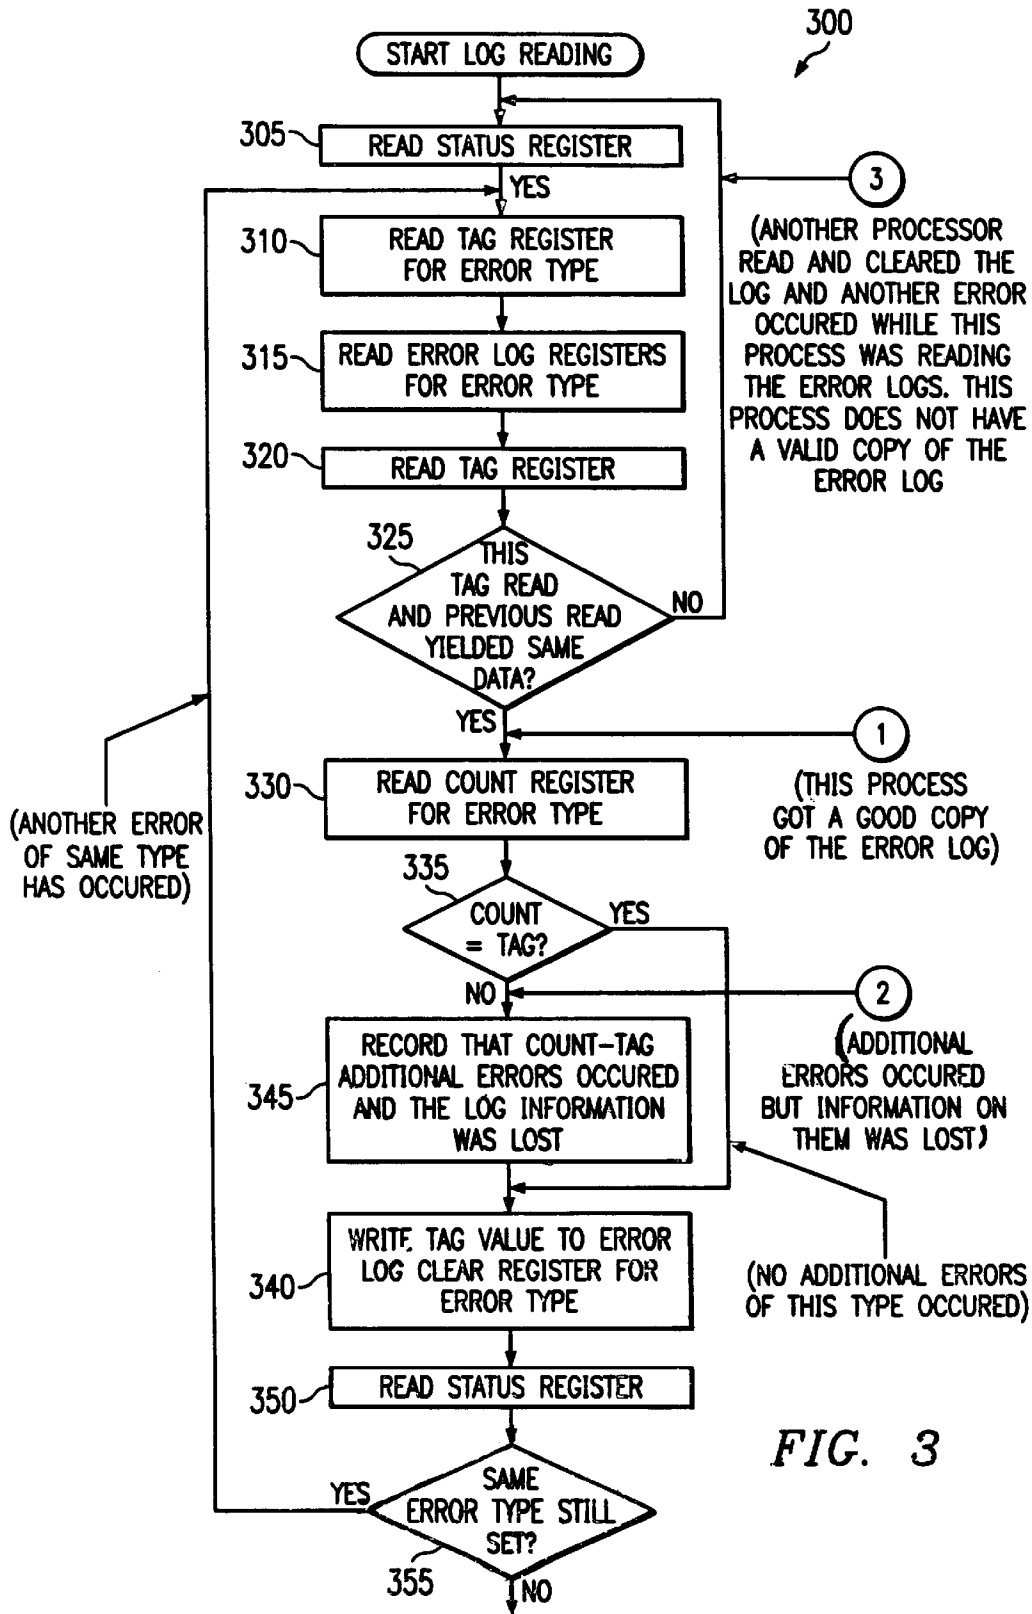 300
START LOG READING
305
READ STATUS REGISTER
YES
3
(ANOTHER PROCESSOR
READ AND CLEARED THE
LOG AND ANOTHER ERROR
OCCURED WHILE THIS
PROCESS WAS READING
THE ERROR LOGS. THIS
PROCESS DOES NOT HAVE
A VALID COPY OF THE
ERROR LOG
310
READ TAG REGISTER
FOR ERROR TYPE
315
READ ERROR LOG REGISTERS
FOR ERROR TYPE
320
READ TAG REGISTER
325
THIS
TAG READ
AND PREVIOUS READ
YIELDED SAME
DATA?
NO
YES
1
(THIS PROCESS
GOT A GOOD COPY
OF THE ERROR LOG)
330
READ COUNT REGISTER
FOR ERROR TYPE
(ANOTHER ERROR
OF SAME TYPE
HAS OCCURED)
335
COUNT
= TAG?
YES
NO
2
(ADDITIONAL
ERRORS OCCURED
BUT INFORMATION ON
THEM WAS LOST)
345
RECORD THAT COUNT-TAG
ADDITIONAL ERRORS OCCURED
AND THE LOG INFORMATION
WAS LOST
340
WRITE TAG VALUE TO ERROR
LOG CLEAR REGISTER FOR
ERROR TYPE
(NO ADDITIONAL ERRORS
OF THIS TYPE OCCURED)
350
READ STATUS REGISTER
FIG. 3
YES
SAME
ERROR TYPE STILL
SET?
355
NO